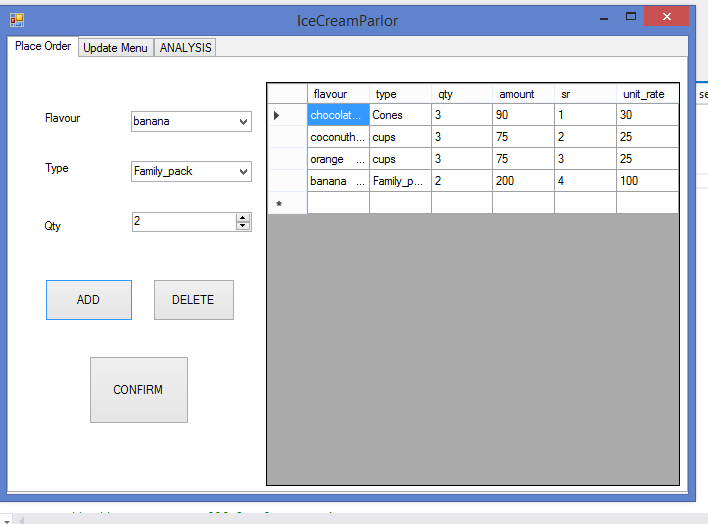 IceCreamParlor
Place Order Update Menu ANALYSIS
Flavour banana
Type Family_pack
Qty 2
ADD DELETE
CONFIRM
flavour type qty amount sr unit_rate
chocolat... Cones 3 90 1 30
coconuth... cups 3 75 2 25
orange ... cups 3 75 3 25
banana ... Family_p... 2 200 4 100
*
se